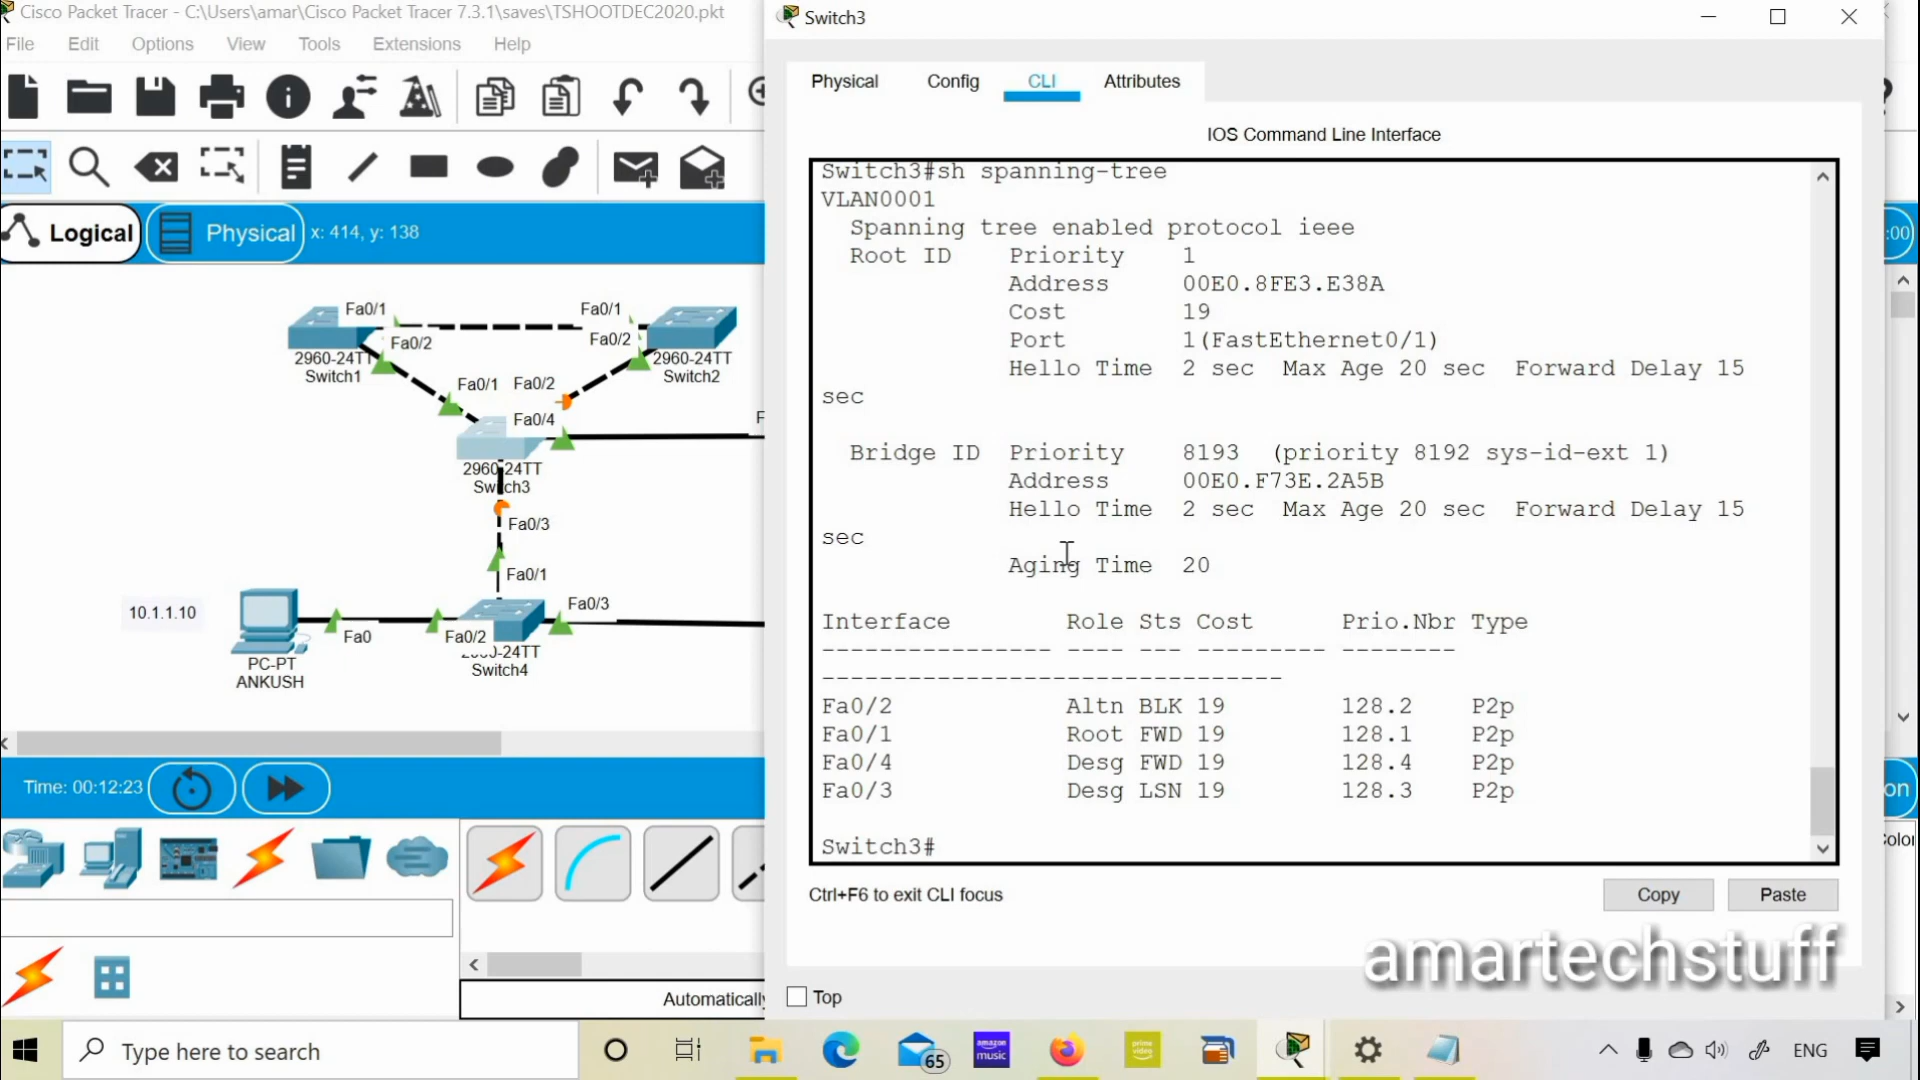 Cisco Packet Tracer - C:\Users\amar\Cisco Packet Tracer 7.3.1\saves\TSHOOTDEC2020.pkt
File Edit Options View Tools Extensions Help
Logical Physical x: 414, y: 138
Fa0/1 Fa0/1
Fa0/2 Fa0/2
2960-24TT 2960-24TT
Switch1 Switch2
Fa0/1 Fa0/2
Fa0/4 F
2960-24TT
Switch3
Fa0/3
Fa0/1
10.1.1.10 Fa0/3
Fa0 Fa0/2
2960-24TT
PC-PT Switch4
ANKUSH
Time: 00:12:23
Automatically
Switch3
Physical Config CLI Attributes
IOS Command Line Interface
Switch3#sh spanning-tree
VLAN0001
Spanning tree enabled protocol ieee
Root ID Priority 1
Address 00E0.8FE3.E38A
Cost 19
Port 1(FastEthernet0/1)
Hello Time 2 sec Max Age 20 sec Forward Delay 15
sec
Bridge ID Priority 8193 (priority 8192 sys-id-ext 1)
Address 00E0.F73E.2A5B
Hello Time 2 sec Max Age 20 sec Forward Delay 15
sec
Aging Time 20
Interface Role Sts Cost Prio.Nbr Type
---------------- ---- --- --------- --------
--------------------------------
Fa0/2 Altn BLK 19 128.2 P2p
Fa0/1 Root FWD 19 128.1 P2p
Fa0/4 Desg FWD 19 128.4 P2p
Fa0/3 Desg LSN 19 128.3 P2p
Switch3#
Ctrl+F6 to exit CLI focus Copy Paste
amartechstuff
Top
:00
on
Color
Type here to search 65 amazon music prime video ENG